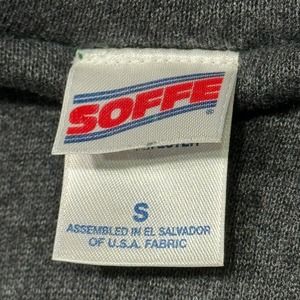 SOFFE
®
S
ASSEMBLED IN EL SALVADOR
OF U.S.A. FABRIC